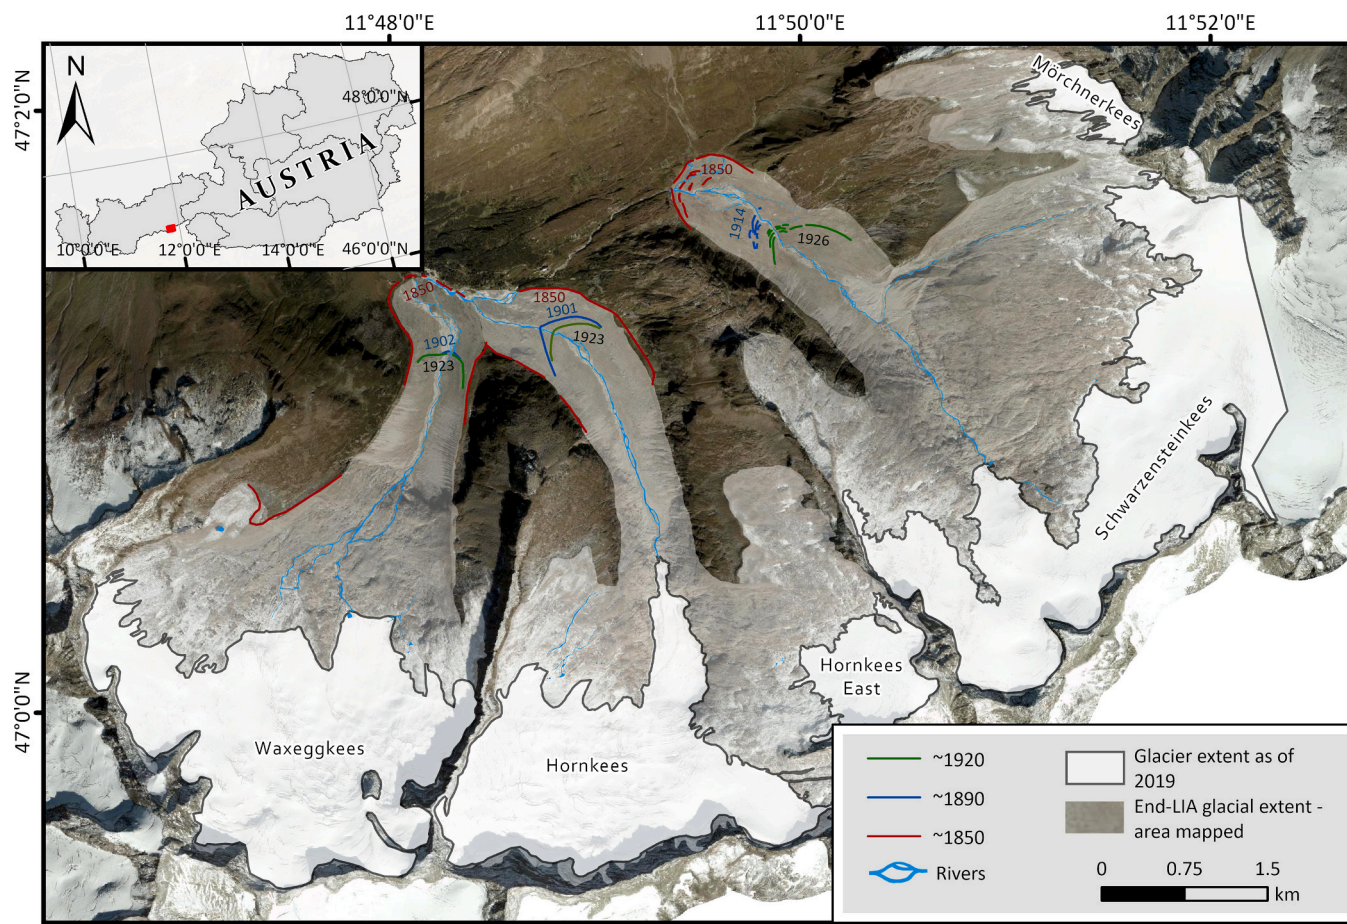 11°48'0"E
11°50'0"E
11°52'0"E
47°2'0"N
47°0'0"N
N
48°0'0"N
AUSTRIA
10°0'0"E
12°0'0"E
14°0'0"E
46°0'0"N
Mörchnerkees
1850
1914
1926
1850
1850
1901
1902
1923
1923
Schwarzensteinkees
Hornkees
East
Waxeggkees
Hornkees
~1920
~1890
~1850
Rivers
Glacier extent as of
2019
End-LIA glacial extent -
area mapped
0 0.75 1.5
km